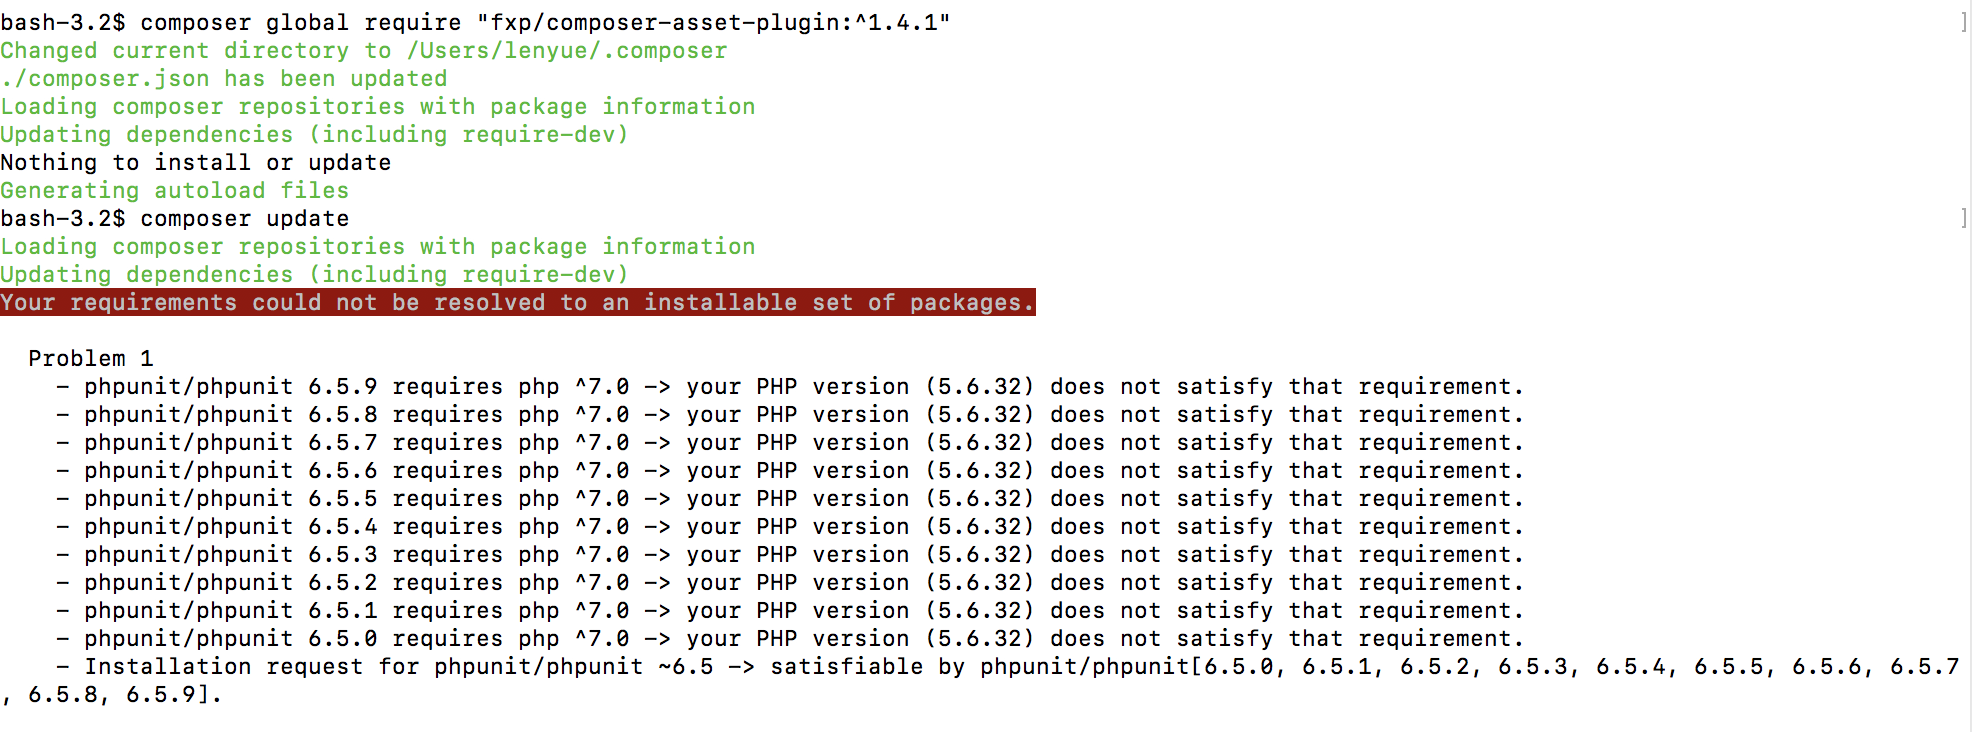 bash-3.2$ composer global require "fxp/composer-asset-plugin:^1.4.1" ]
Changed current directory to /Users/lenyue/.composer
./composer.json has been updated
Loading composer repositories with package information
Updating dependencies (including require-dev)
Nothing to install or update
Generating autoload files
bash-3.2$ composer update ]
Loading composer repositories with package information
Updating dependencies (including require-dev)
Your requirements could not be resolved to an installable set of packages.
Problem 1
- phpunit/phpunit 6.5.9 requires php ^7.0 -> your PHP version (5.6.32) does not satisfy that requirement.
- phpunit/phpunit 6.5.8 requires php ^7.0 -> your PHP version (5.6.32) does not satisfy that requirement.
- phpunit/phpunit 6.5.7 requires php ^7.0 -> your PHP version (5.6.32) does not satisfy that requirement.
- phpunit/phpunit 6.5.6 requires php ^7.0 -> your PHP version (5.6.32) does not satisfy that requirement.
- phpunit/phpunit 6.5.5 requires php ^7.0 -> your PHP version (5.6.32) does not satisfy that requirement.
- phpunit/phpunit 6.5.4 requires php ^7.0 -> your PHP version (5.6.32) does not satisfy that requirement.
- phpunit/phpunit 6.5.3 requires php ^7.0 -> your PHP version (5.6.32) does not satisfy that requirement.
- phpunit/phpunit 6.5.2 requires php ^7.0 -> your PHP version (5.6.32) does not satisfy that requirement.
- phpunit/phpunit 6.5.1 requires php ^7.0 -> your PHP version (5.6.32) does not satisfy that requirement.
- phpunit/phpunit 6.5.0 requires php ^7.0 -> your PHP version (5.6.32) does not satisfy that requirement.
- Installation request for phpunit/phpunit ~6.5 -> satisfiable by phpunit/phpunit[6.5.0, 6.5.1, 6.5.2, 6.5.3, 6.5.4, 6.5.5, 6.5.6, 6.5.7
, 6.5.8, 6.5.9].